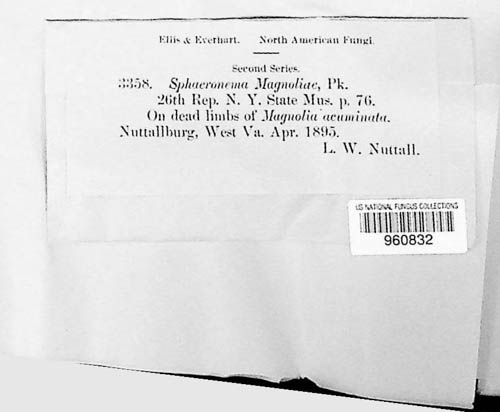 Ellis & Everhart. North American Fungi.
Second Series.
3358. Sphaeronema Magnoliae, Pk.
26th Rep. N. Y. State Mus. p. 76.
On dead limbs of Magnolia acuminata.
Nuttallburg, West Va. Apr. 1895.
L. W. Nuttall.
US NATIONAL FUNGUS COLLECTIONS
960832